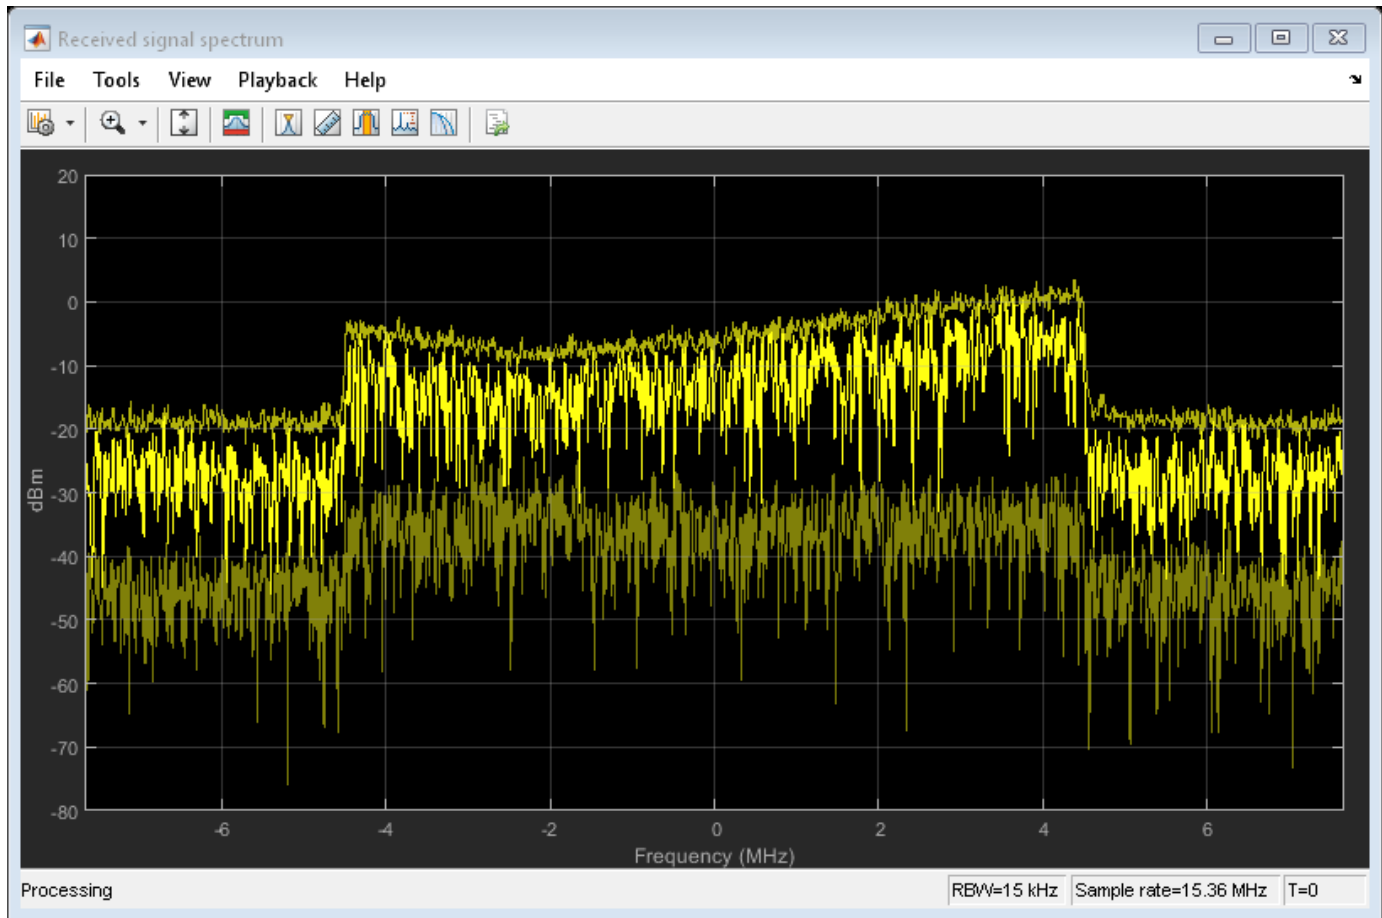 Received signal spectrum
File Tools View Playback Help
20
10
0
-10
-20
-30
-40
-50
-60
-70
-80
dBm
-6 -4 -2 0 2 4 6
Frequency (MHz)
Processing RBW=15 kHz Sample rate=15.36 MHz T=0